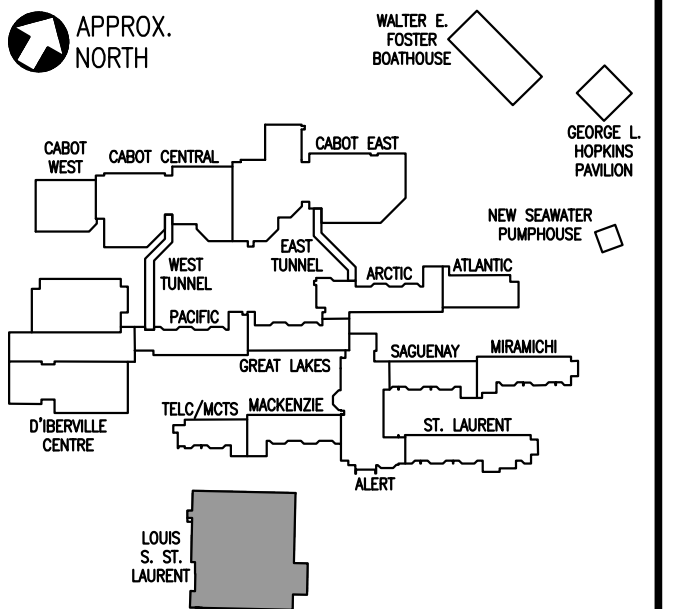 APPROX.
NORTH
WALTER E.
FOSTER
BOATHOUSE
GEORGE L.
HOPKINS
PAVILION
CABOT
WEST
CABOT CENTRAL
CABOT EAST
NEW SEAWATER
PUMPHOUSE
WEST
TUNNEL
EAST
TUNNEL
ARCTIC
ATLANTIC
PACIFIC
GREAT LAKES
SAGUENAY
MIRAMICHI
D'IBERVILLE
CENTRE
TELC/MCTS
MACKENZIE
ST. LAURENT
ALERT
LOUIS
S. ST.
LAURENT